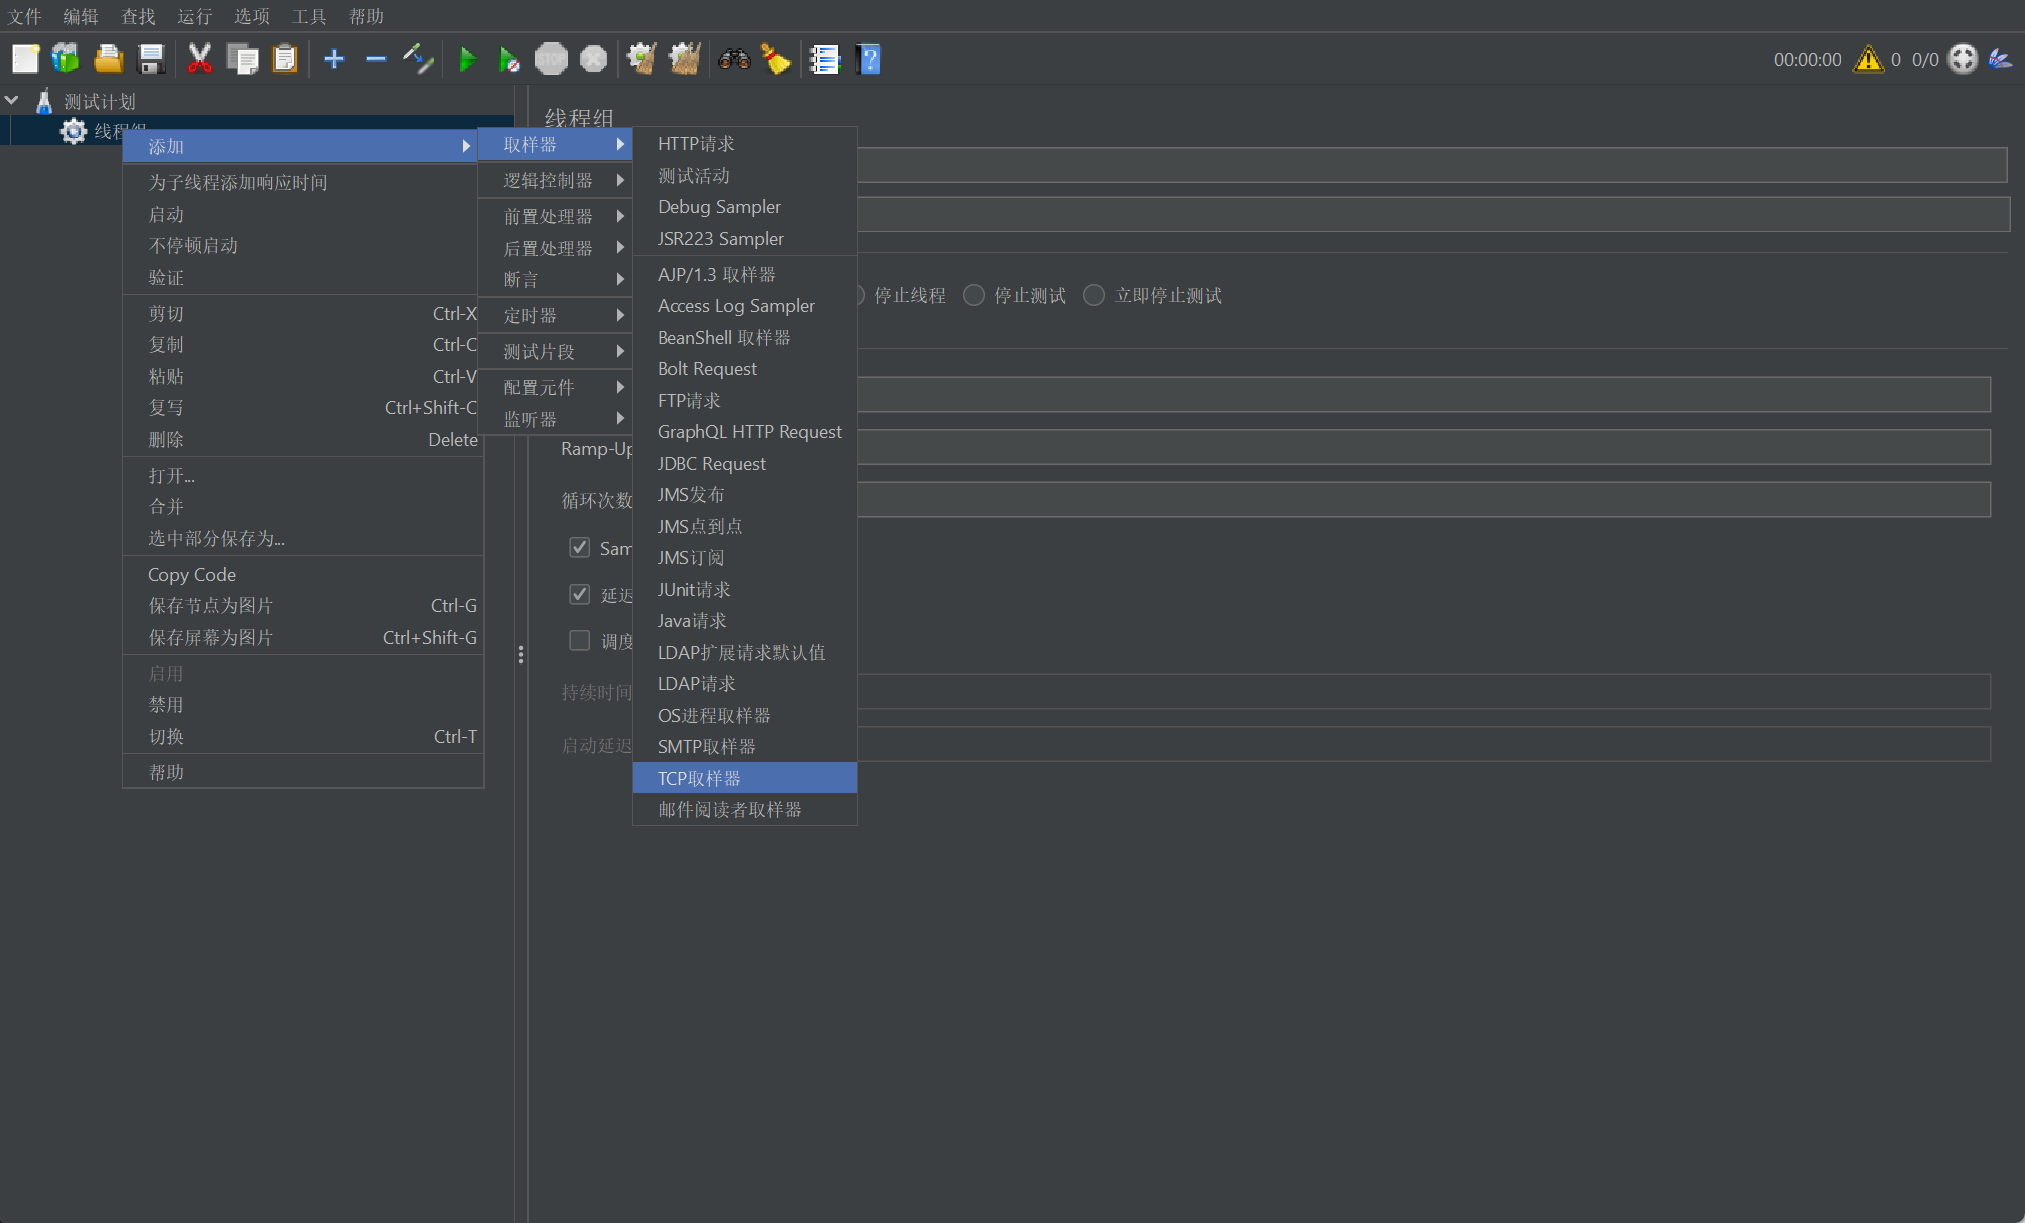 文件 编辑 查找 运行 选项 工具 帮助
STOP
00:00:00 0 0/0
测试计划
线程组
添加
为子线程添加响应时间
启动
不停顿启动
验证
剪切 Ctrl-X
复制 Ctrl-C
粘贴 Ctrl-V
复写 Ctrl+Shift-C
删除 Delete
打开...
合并
选中部分保存为...
Copy Code
保存节点为图片 Ctrl-G
保存屏幕为图片 Ctrl+Shift-G
启用
禁用
切换 Ctrl-T
帮助
取样器
逻辑控制器
前置处理器
后置处理器
断言
定时器
测试片段
配置元件
监听器
HTTP请求
测试活动
Debug Sampler
JSR223 Sampler
AJP/1.3 取样器
Access Log Sampler
BeanShell 取样器
Bolt Request
FTP请求
GraphQL HTTP Request
JDBC Request
JMS发布
JMS点到点
JMS订阅
JUnit请求
Java请求
LDAP扩展请求默认值
LDAP请求
OS进程取样器
SMTP取样器
TCP取样器
邮件阅读者取样器
线程组
停止线程 停止测试 立即停止测试
Ramp-Up
循环次数
Sam
延迟
调度
持续时间
启动延迟